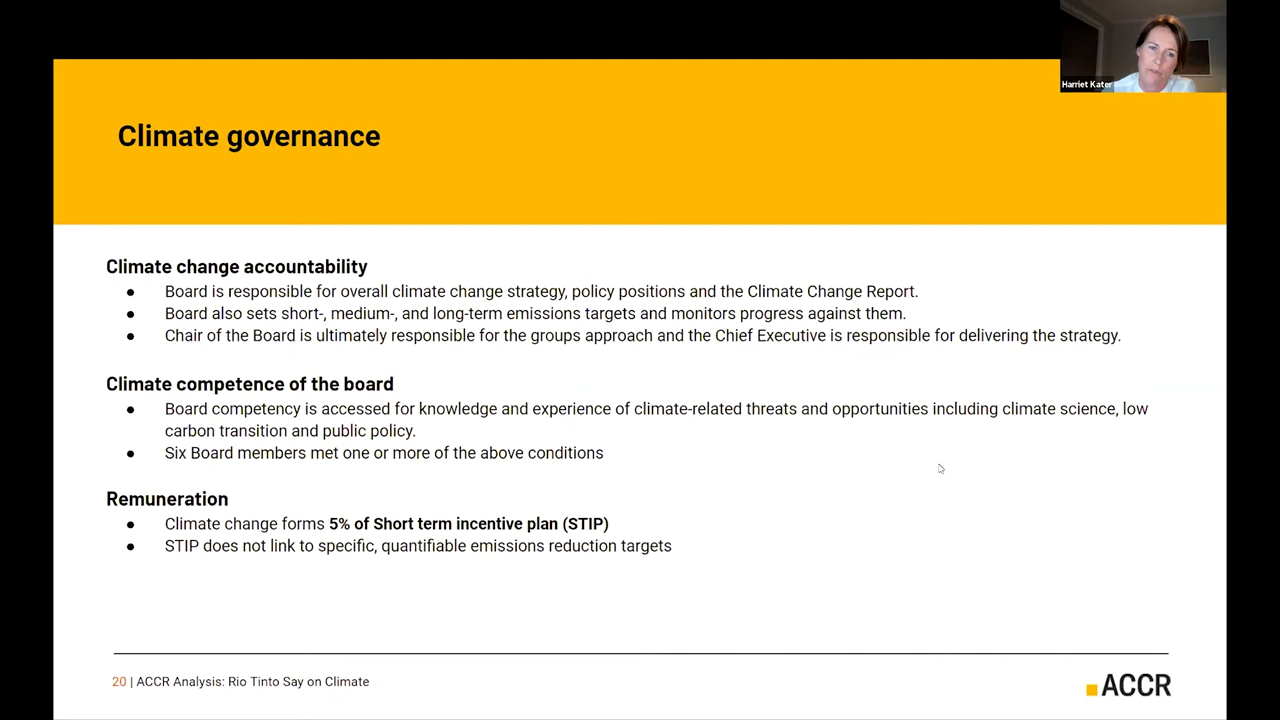 Harriet Kater
Climate governance
Climate change accountability
● Board is responsible for overall climate change strategy, policy positions and the Climate Change Report.
● Board also sets short-, medium-, and long-term emissions targets and monitors progress against them.
● Chair of the Board is ultimately responsible for the groups approach and the Chief Executive is responsible for delivering the strategy.
Climate competence of the board
● Board competency is accessed for knowledge and experience of climate-related threats and opportunities including climate science, low
carbon transition and public policy.
● Six Board members met one or more of the above conditions
Remuneration
● Climate change forms 5% of Short term incentive plan (STIP)
● STIP does not link to specific, quantifiable emissions reduction targets
20 | ACCR Analysis: Rio Tinto Say on Climate
ACCR